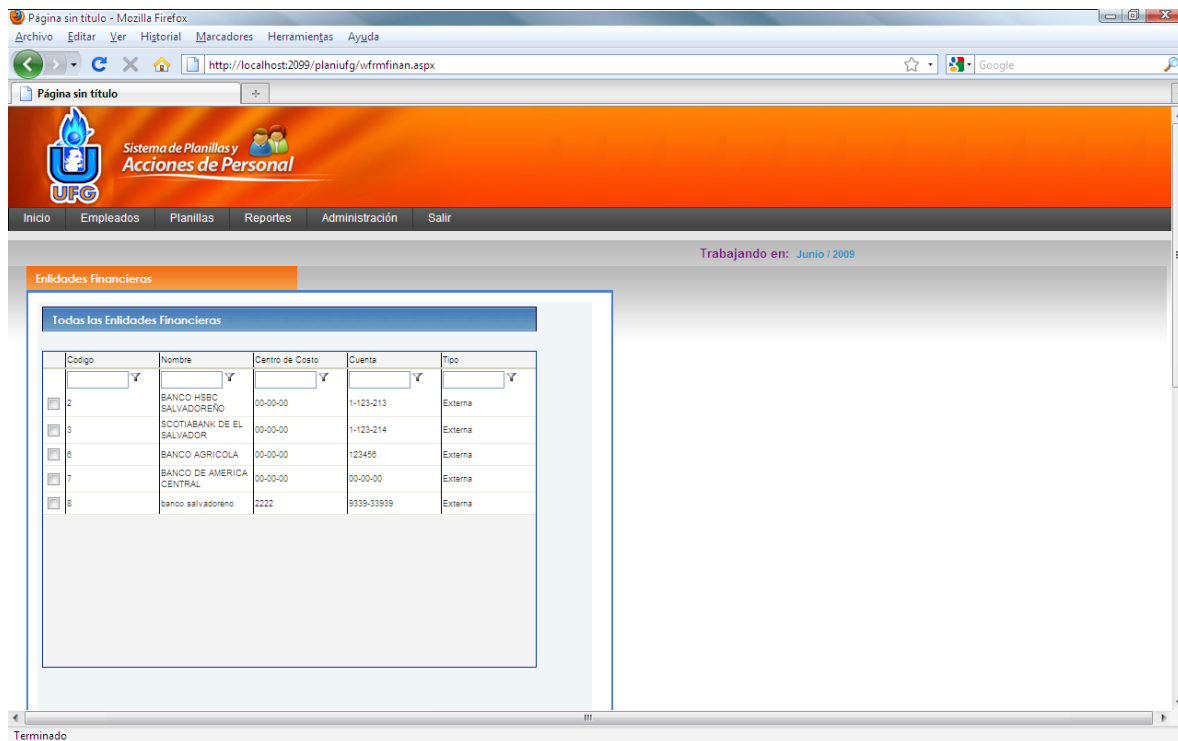 Página sin título - Mozilla Firefox
Archivo Editar Ver Historial Marcadores Herramientas Ayuda
http://localhost:2099/planiufg/wfrmfinan.aspx
Google
Página sin título
UFG
Sistema de Planillas y
Acciones de Personal
Inicio Empleados Planillas Reportes Administración Salir
Trabajando en: Junio / 2009
Entidades Financieras
Todas las Entidades Financieras
Codigo Nombre Centro de Costo Cuenta Tipo
2 BANCO HSBC SALVADOREÑO 00-00-00 1-123-213 Externa
3 SCOTIABANK DE EL SALVADOR 00-00-00 1-123-214 Externa
6 BANCO AGRICOLA 00-00-00 123456 Externa
7 BANCO DE AMERICA CENTRAL 00-00-00 00-00-00 Externa
8 banco salvadoreno 2222 9339-33939 Externa
Terminado